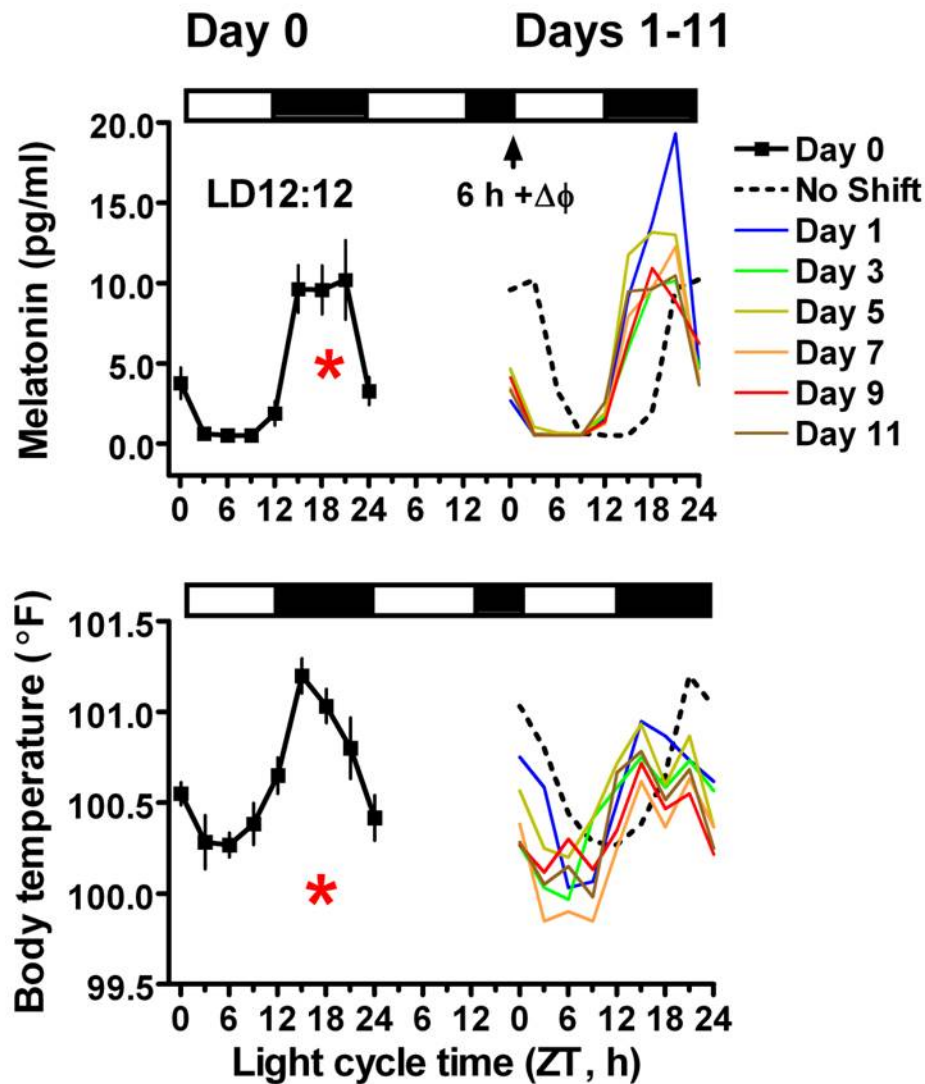 Day 0 Days 1-11
20.0
15.0
10.0
5.0
0.0
Melatonin (pg/ml)
LD12:12
6 h +Δϕ
*
0 6 12 18 24 6 12 0 6 12 18 24
Day 0
No Shift
Day 1
Day 3
Day 5
Day 7
Day 9
Day 11
101.5
101.0
100.5
100.0
99.5
Body temperature (°F)
*
0 6 12 18 24 6 12 0 6 12 18 24
Light cycle time (ZT, h)